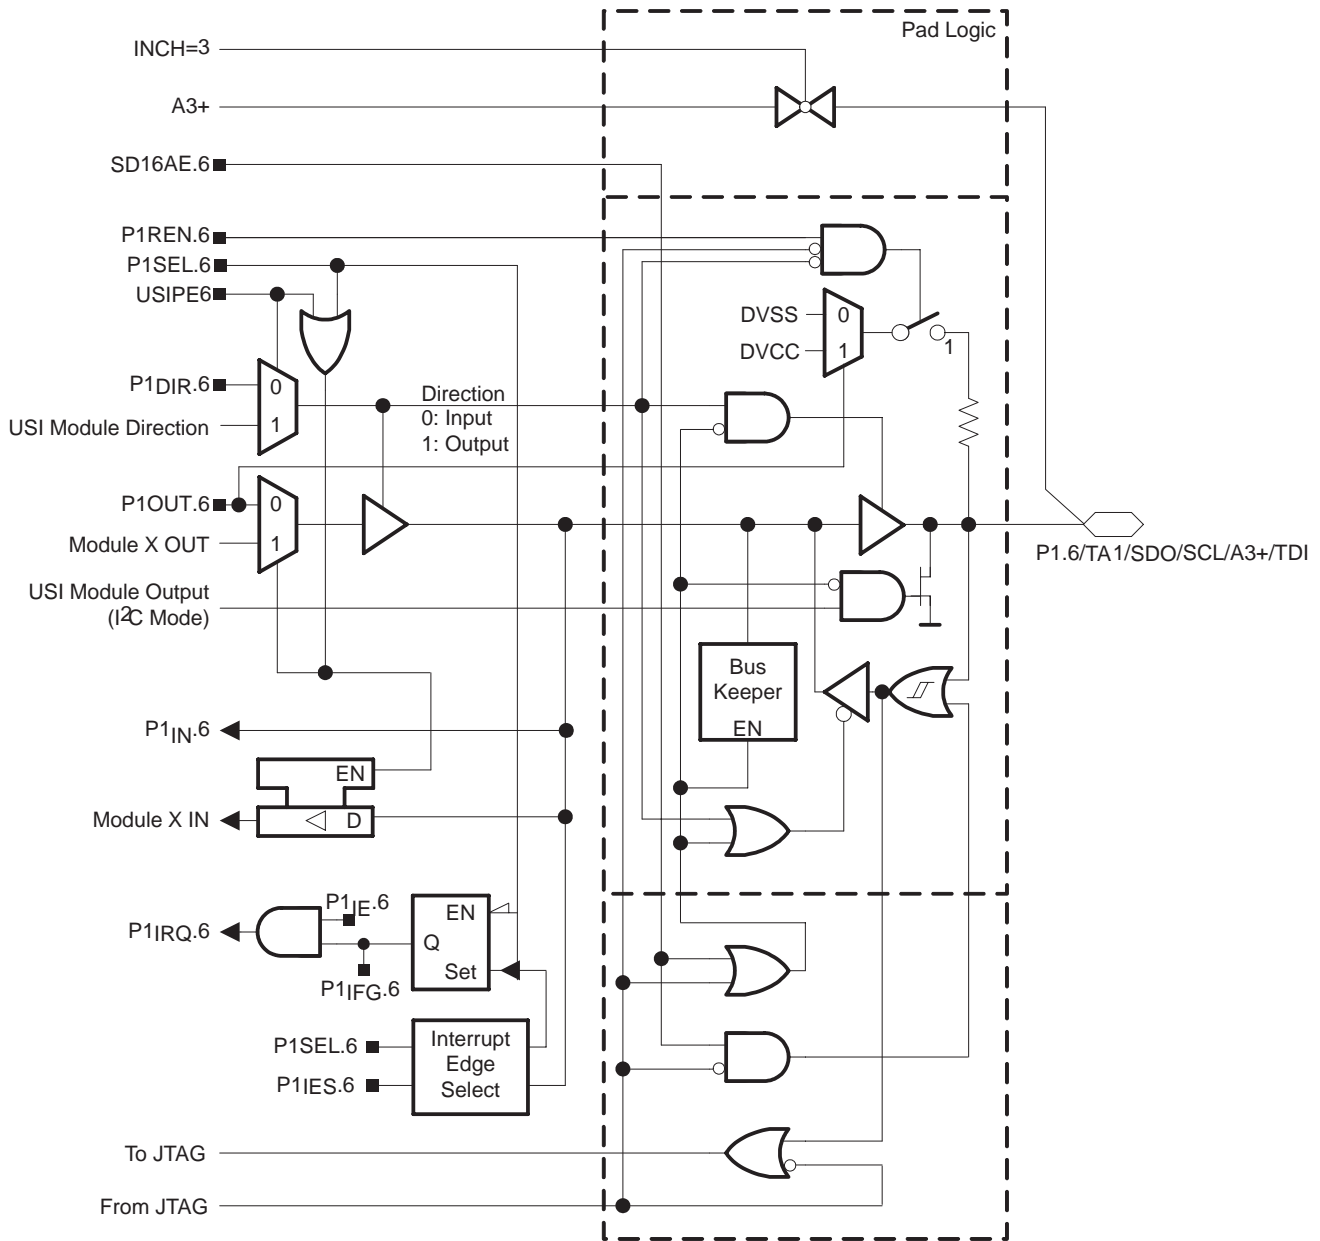 Pad Logic
INCH=3
A3+
SD16AE.6
P1REN.6
P1SEL.6
USIPE6
DVSS
0
DVCC
1
1
P1DIR.6
0
USI Module Direction
1
Direction
0: Input
1: Output
P1OUT.6
0
Module X OUT
1
P1.6/TA1/SDO/SCL/A3+/TDI
USI Module Output
(I2C Mode)
Bus
Keeper
EN
P1IN.6
EN
Module X IN
D
P1IE.6
EN
P1IRQ.6
Q
Set
P1IFG.6
P1SEL.6
Interrupt
Edge
Select
P1IES.6
To JTAG
From JTAG